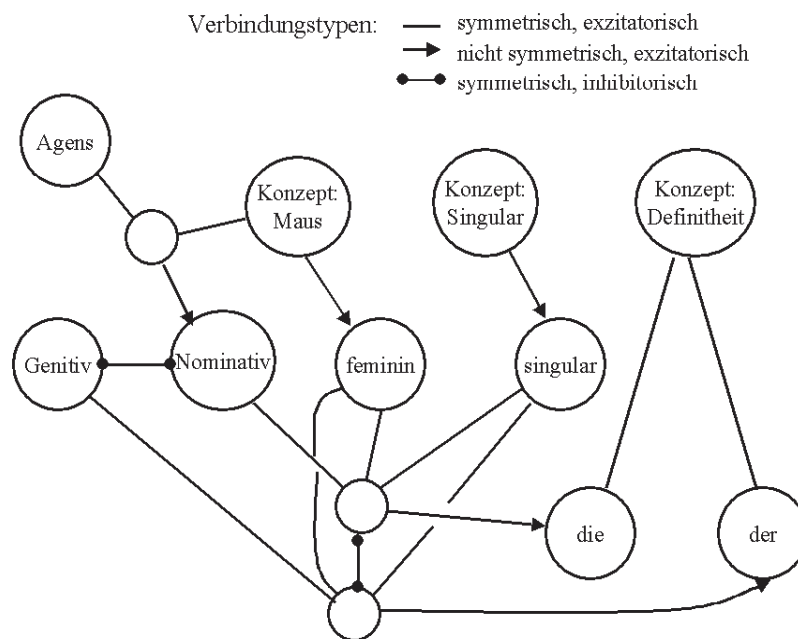 Verbindungstypen:
symmetrisch, exzitatorisch
nicht symmetrisch, exzitatorisch
symmetrisch, inhibitorisch
Agens
Konzept:
Maus
Konzept:
Singular
Konzept:
Definitheit
Genitiv
Nominativ
feminin
singular
die
der